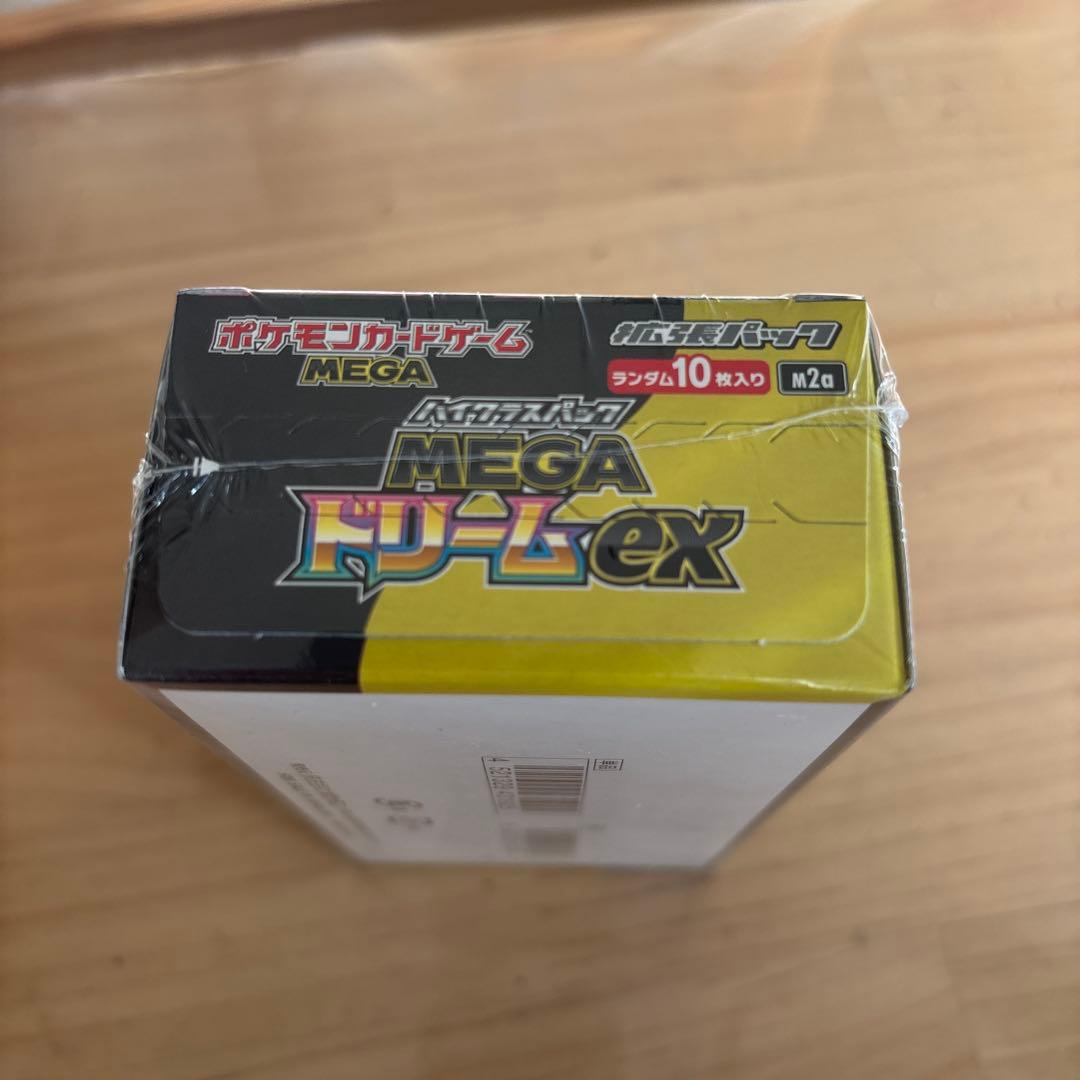 ポケモンカードゲーム
MEGA
拡張パック
ランダム10枚入り
M2a
ハイクラスパック
MEGA
ドリームex